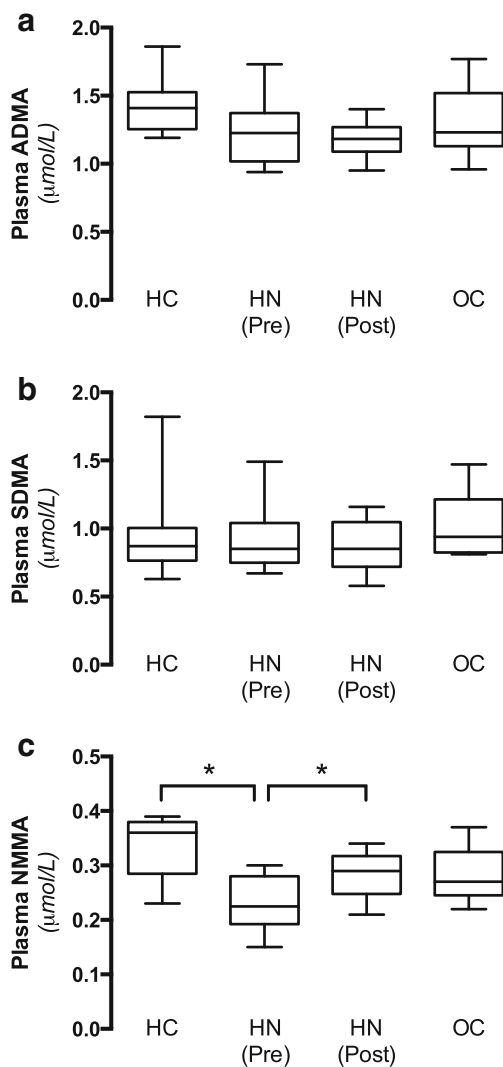 a
Plasma ADMA
(μmol/L)
2.0
1.5
1.0
0.5
0.0
HC
HN
(Pre)
HN
(Post)
OC
b
Plasma SDMA
(μmol/L)
2.0
1.5
1.0
0.5
0.0
HC
HN
(Pre)
HN
(Post)
OC
c
Plasma NMMA
(μmol/L)
0.5
0.4
0.3
0.2
0.1
0.0
*
*
HC
HN
(Pre)
HN
(Post)
OC